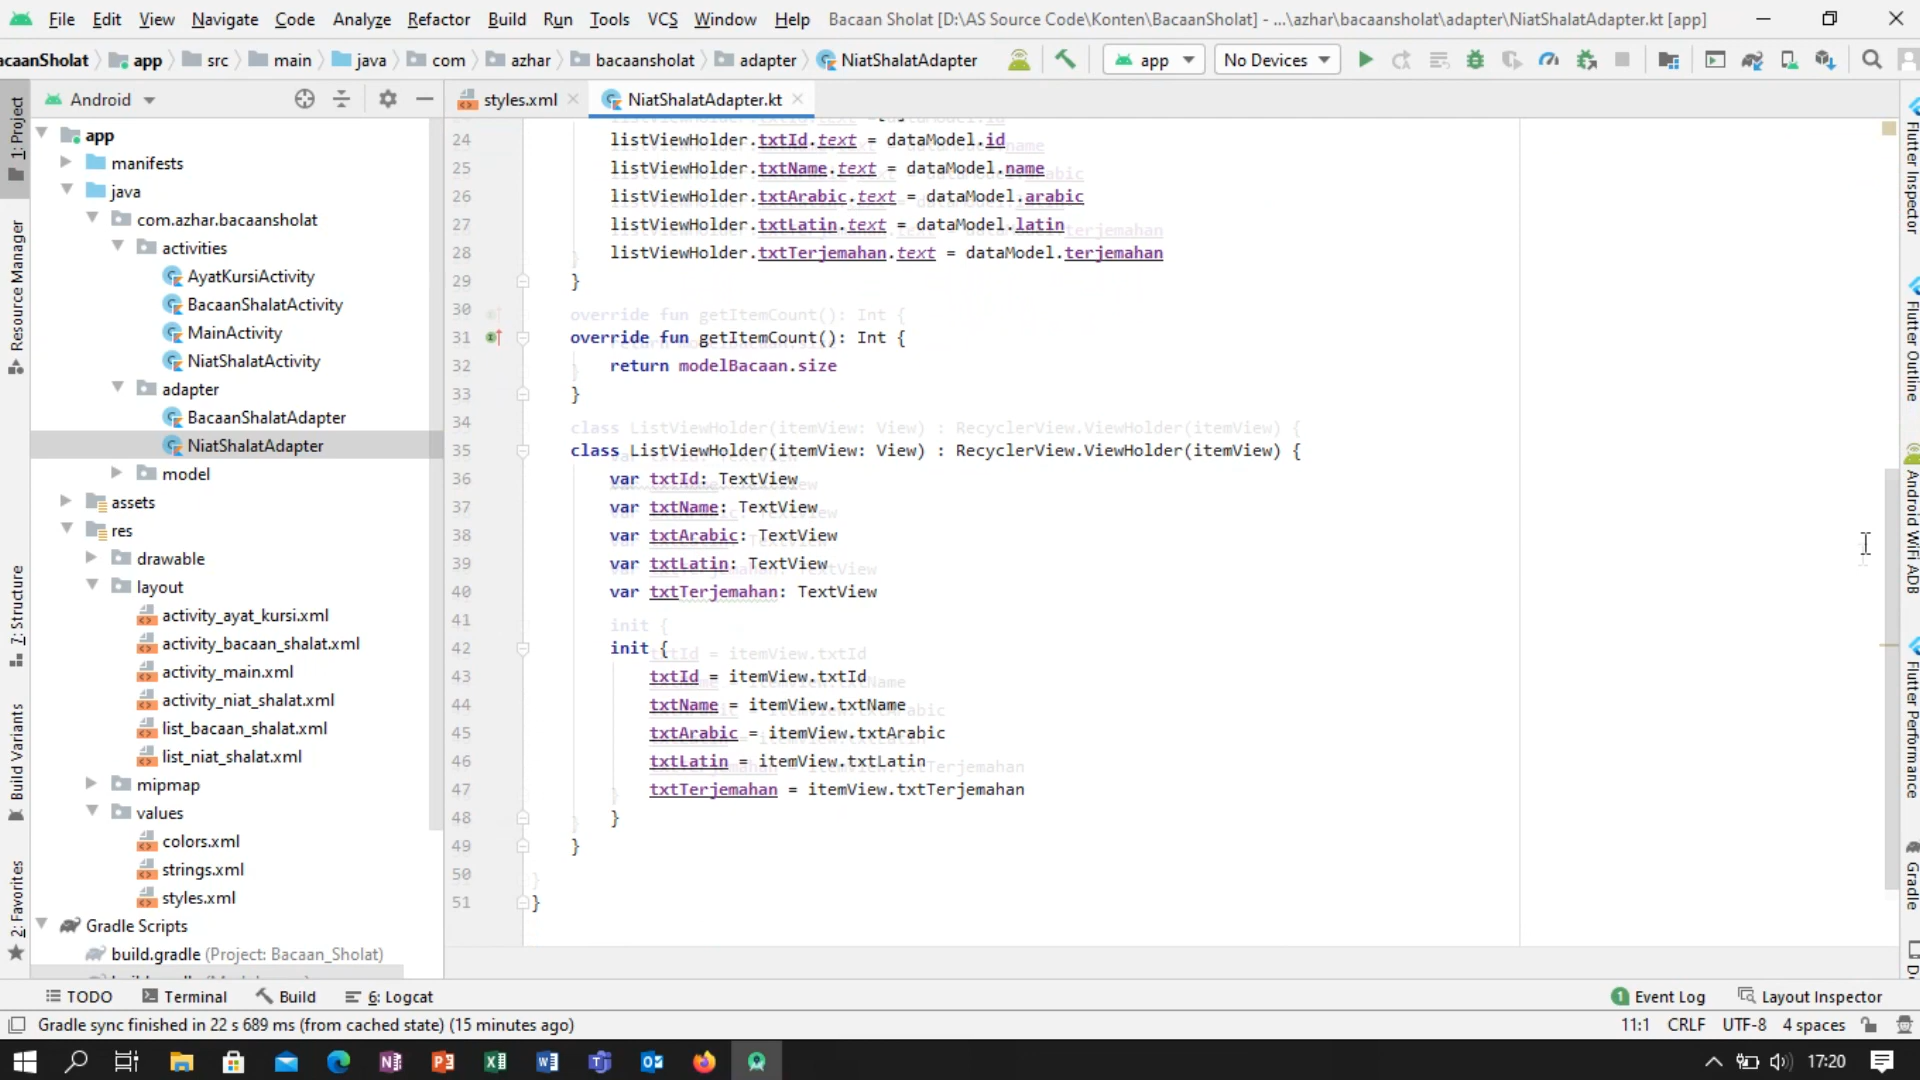 File Edit View Navigate Code Analyze Refactor Build Run Tools VCS Window Help Bacaan Sholat [D:\AS Source Code\Konten\BacaanSholat] - ...\azhar\bacaansholat\adapter\NiatShalatAdapter.kt [app]
acaanSholat app src main java com azhar bacaansholat adapter NiatShalatAdapter app No Devices
Android styles.xml NiatShalatAdapter.kt
1: Project
Resource Manager
7: Structure
Build Variants
2: Favorites
app
manifests
java
com.azhar.bacaansholat
activities
AyatKursiActivity
BacaanShalatActivity
MainActivity
NiatShalatActivity
adapter
BacaanShalatAdapter
NiatShalatAdapter
model
assets
res
drawable
layout
activity_ayat_kursi.xml
activity_bacaan_shalat.xml
activity_main.xml
activity_niat_shalat.xml
list_bacaan_shalat.xml
list_niat_shalat.xml
mipmap
values
colors.xml
strings.xml
styles.xml
Gradle Scripts
build.gradle (Project: Bacaan_Sholat)
24 listViewHolder.txtId.text = dataModel.id
25 listViewHolder.txtName.text = dataModel.name
26 listViewHolder.txtArabic.text = dataModel.arabic
27 listViewHolder.txtLatin.text = dataModel.latin
28 listViewHolder.txtTerjemahan.text = dataModel.terjemahan
29 }
30
31 override fun getItemCount(): Int {
32 return modelBacaan.size
33 }
34
35 class ListViewHolder(itemView: View) : RecyclerView.ViewHolder(itemView) {
36 var txtId: TextView
37 var txtName: TextView
38 var txtArabic: TextView
39 var txtLatin: TextView
40 var txtTerjemahan: TextView
41
42 init {
43 txtId = itemView.txtId
44 txtName = itemView.txtName
45 txtArabic = itemView.txtArabic
46 txtLatin = itemView.txtLatin
47 txtTerjemahan = itemView.txtTerjemahan
48 }
49 }
50
51 }
Flutter Inspector
Flutter Outline
Android WiFi ADB
Flutter Performance
Gradle
TODO Terminal Build 6: Logcat 1 Event Log Layout Inspector
Gradle sync finished in 22 s 689 ms (from cached state) (15 minutes ago) 11:1 CRLF UTF-8 4 spaces
17:20